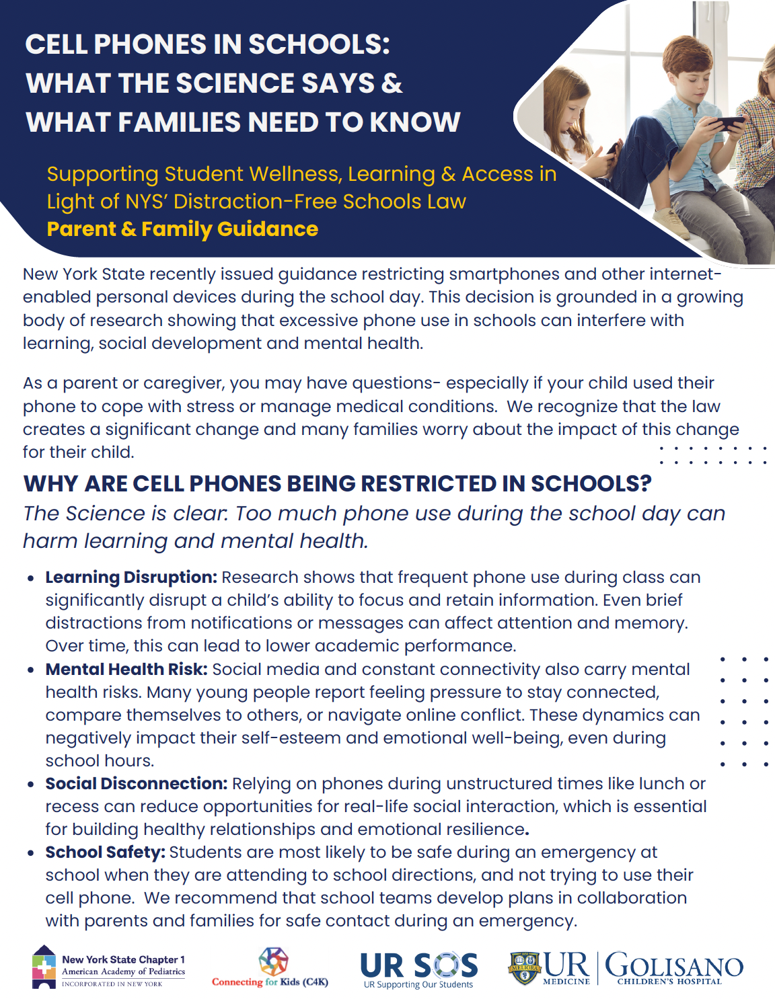 CELL PHONES IN SCHOOLS:
WHAT THE SCIENCE SAYS &
WHAT FAMILIES NEED TO KNOW
Supporting Student Wellness, Learning & Access in
Light of NYS’ Distraction-Free Schools Law
Parent & Family Guidance
New York State recently issued guidance restricting smartphones and other internet-
enabled personal devices during the school day. This decision is grounded in a growing
body of research showing that excessive phone use in schools can interfere with
learning, social development and mental health.
As a parent or caregiver, you may have questions- especially if your child used their
phone to cope with stress or manage medical conditions.  We recognize that the law
creates a significant change and many families worry about the impact of this change
for their child.
WHY ARE CELL PHONES BEING RESTRICTED IN SCHOOLS?
The Science is clear: Too much phone use during the school day can
harm learning and mental health.
• Learning Disruption: Research shows that frequent phone use during class can
significantly disrupt a child’s ability to focus and retain information. Even brief
distractions from notifications or messages can affect attention and memory.
Over time, this can lead to lower academic performance.
• Mental Health Risk: Social media and constant connectivity also carry mental
health risks. Many young people report feeling pressure to stay connected,
compare themselves to others, or navigate online conflict. These dynamics can
negatively impact their self-esteem and emotional well-being, even during
school hours.
• Social Disconnection: Relying on phones during unstructured times like lunch or
recess can reduce opportunities for real-life social interaction, which is essential
for building healthy relationships and emotional resilience.
• School Safety: Students are most likely to be safe during an emergency at
school when they are attending to school directions, and not trying to use their
cell phone.  We recommend that school teams develop plans in collaboration
with parents and families for safe contact during an emergency.
New York State Chapter 1
American Academy of Pediatrics
INCORPORATED IN NEW YORK
Connecting for Kids (C4K)
UR SOS
UR Supporting Our Students
MELIORA
UR
MEDICINE
GOLISANO
CHILDREN'S HOSPITAL